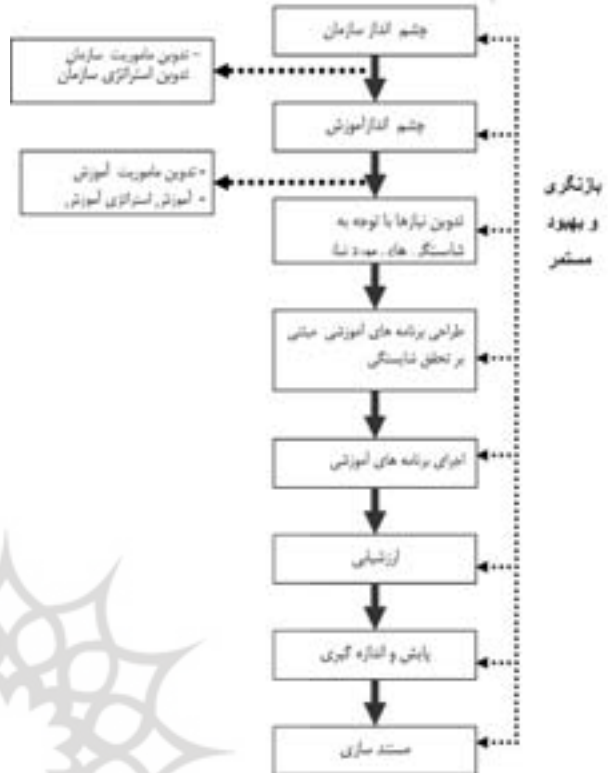 چشم انداز سازمان
- تدوین ماموریت سازمان
تدوین استراتژی سازمان
چشم اندازآموزش
• تدوین ماموریت آموزش
• آموزش استراتژی آموزش
بازنگری
و بهبود
مستمر
تدوین نیازها با توجه به
شایستگی های مورد نیاز
طراحی برنامه های آموزشی مبتنی
بر تحقق شایستگی
اجرای برنامه های آموزشی
ارزشیابی
پایش و اندازه گیری
مستند سازی